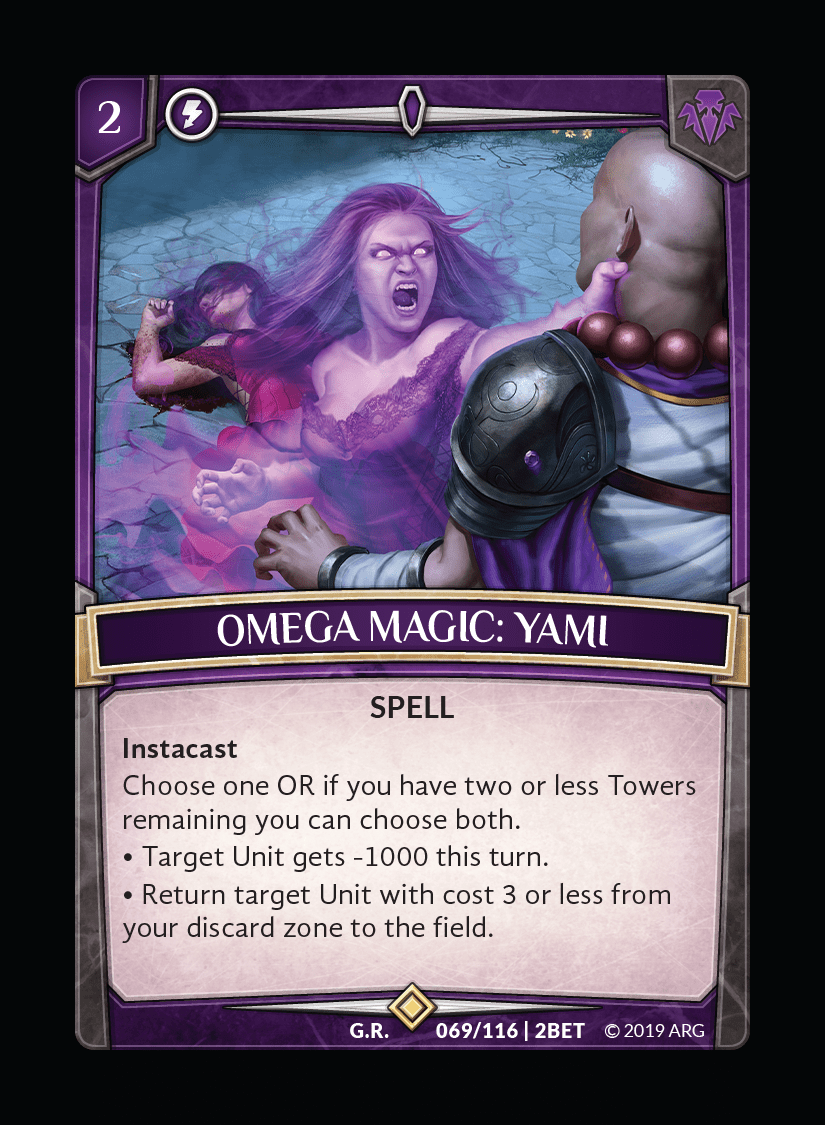 2
OMEGA MAGIC: YAMI
SPELL
Instacast
Choose one OR if you have two or less Towers
remaining you can choose both.
• Target Unit gets -1000 this turn.
• Return target Unit with cost 3 or less from
your discard zone to the field.
G.R. 069/116 | 2BET © 2019 ARG